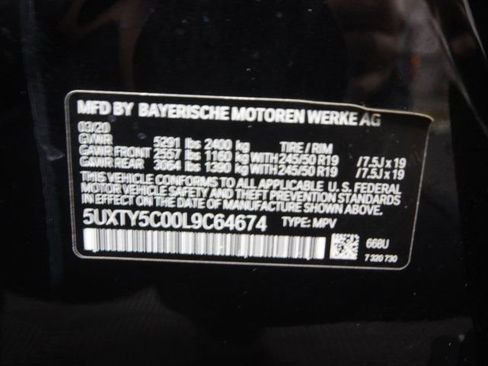 MFD BY BAYERISCHE MOTOREN WERKE AG
03/20
GVWR 5291 lbs 2400 kg TIRE / RIM
GAWR FRONT 2557 lbs 1160 kg WITH 245/50 R19 /7.5J x 19
GAWR REAR 3064 lbs 1390 kg WITH 245/50 R19 /7.5J x 19
THIS VEHICLE CONFORMS TO ALL APPLICABLE U. S. FEDERAL
MOTOR VEHICLE SAFETY AND THEFT PREVENTION STANDARDS
IN EFFECT ON THE DATE OF MANUFACTURE SHOWN ABOVE.
5UXTY5C00L9C64674 TYPE: MPV
668U
7 320 730